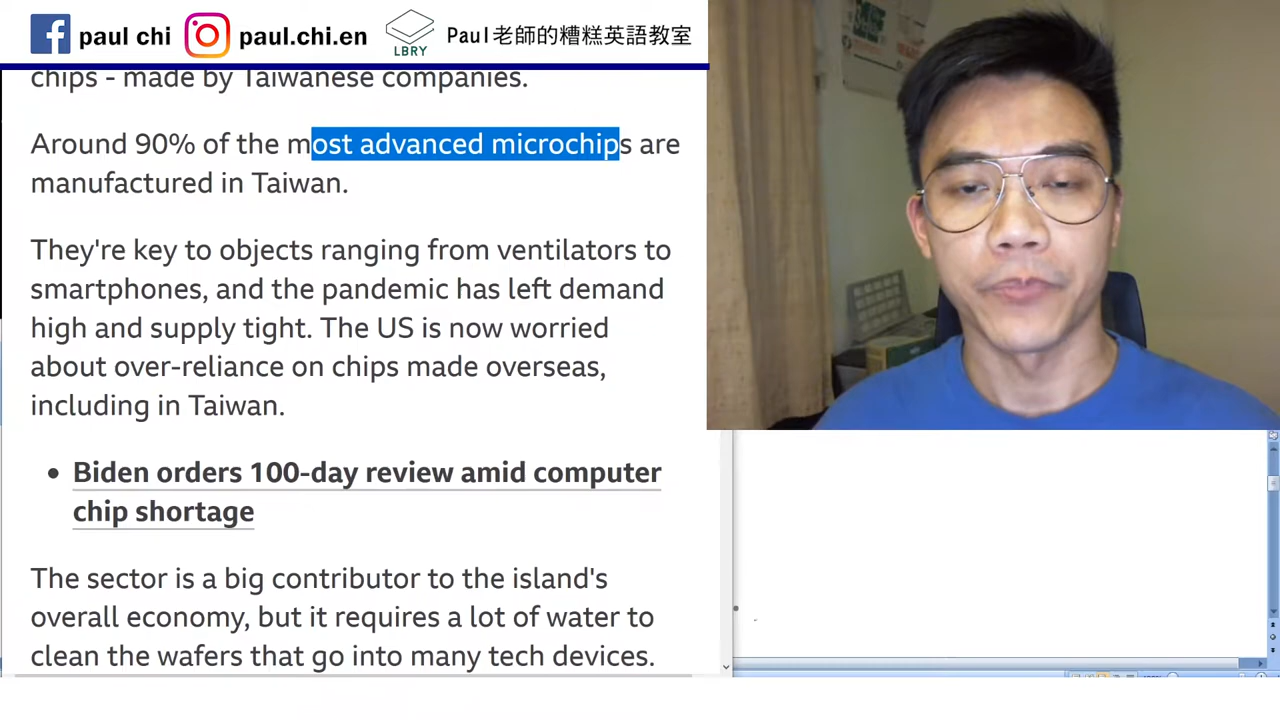 paul chi
paul.chi.en
LBRY
Paul老師的糟糕英語教室
chips - made by Taiwanese companies.
Around 90% of the most advanced microchips are
manufactured in Taiwan.
They're key to objects ranging from ventilators to
smartphones, and the pandemic has left demand
high and supply tight. The US is now worried
about over-reliance on chips made overseas,
including in Taiwan.
• Biden orders 100-day review amid computer
chip shortage
The sector is a big contributor to the island's
overall economy, but it requires a lot of water to
clean the wafers that go into many tech devices.